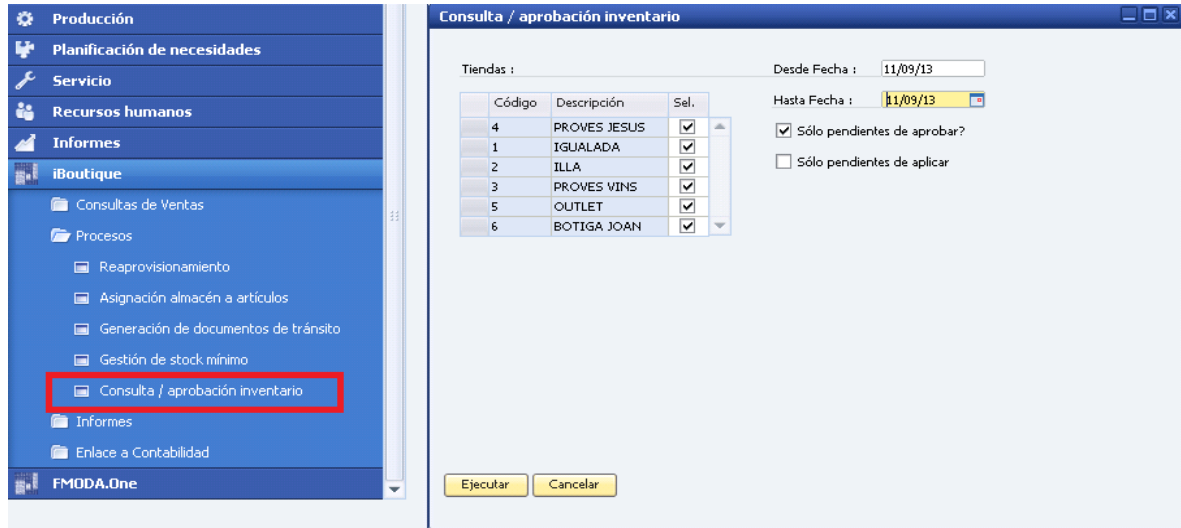 Producción
Planificación de necesidades
Servicio
Recursos humanos
Informes
iBoutique
Consultas de Ventas
Procesos
Reaprovisionamiento
Asignación almacén a artículos
Generación de documentos de tránsito
Gestión de stock mínimo
Consulta / aprobación inventario
Informes
Enlace a Contabilidad
FMODA.One
Consulta / aprobación inventario
Tiendas :
Código Descripción Sel.
4 PROVES JESUS
1 IGUALADA
2 ILLA
3 PROVES VINS
5 OUTLET
6 BOTIGA JOAN
Desde Fecha : 11/09/13
Hasta Fecha : 11/09/13
Sólo pendientes de aprobar?
Sólo pendientes de aplicar
Ejecutar Cancelar